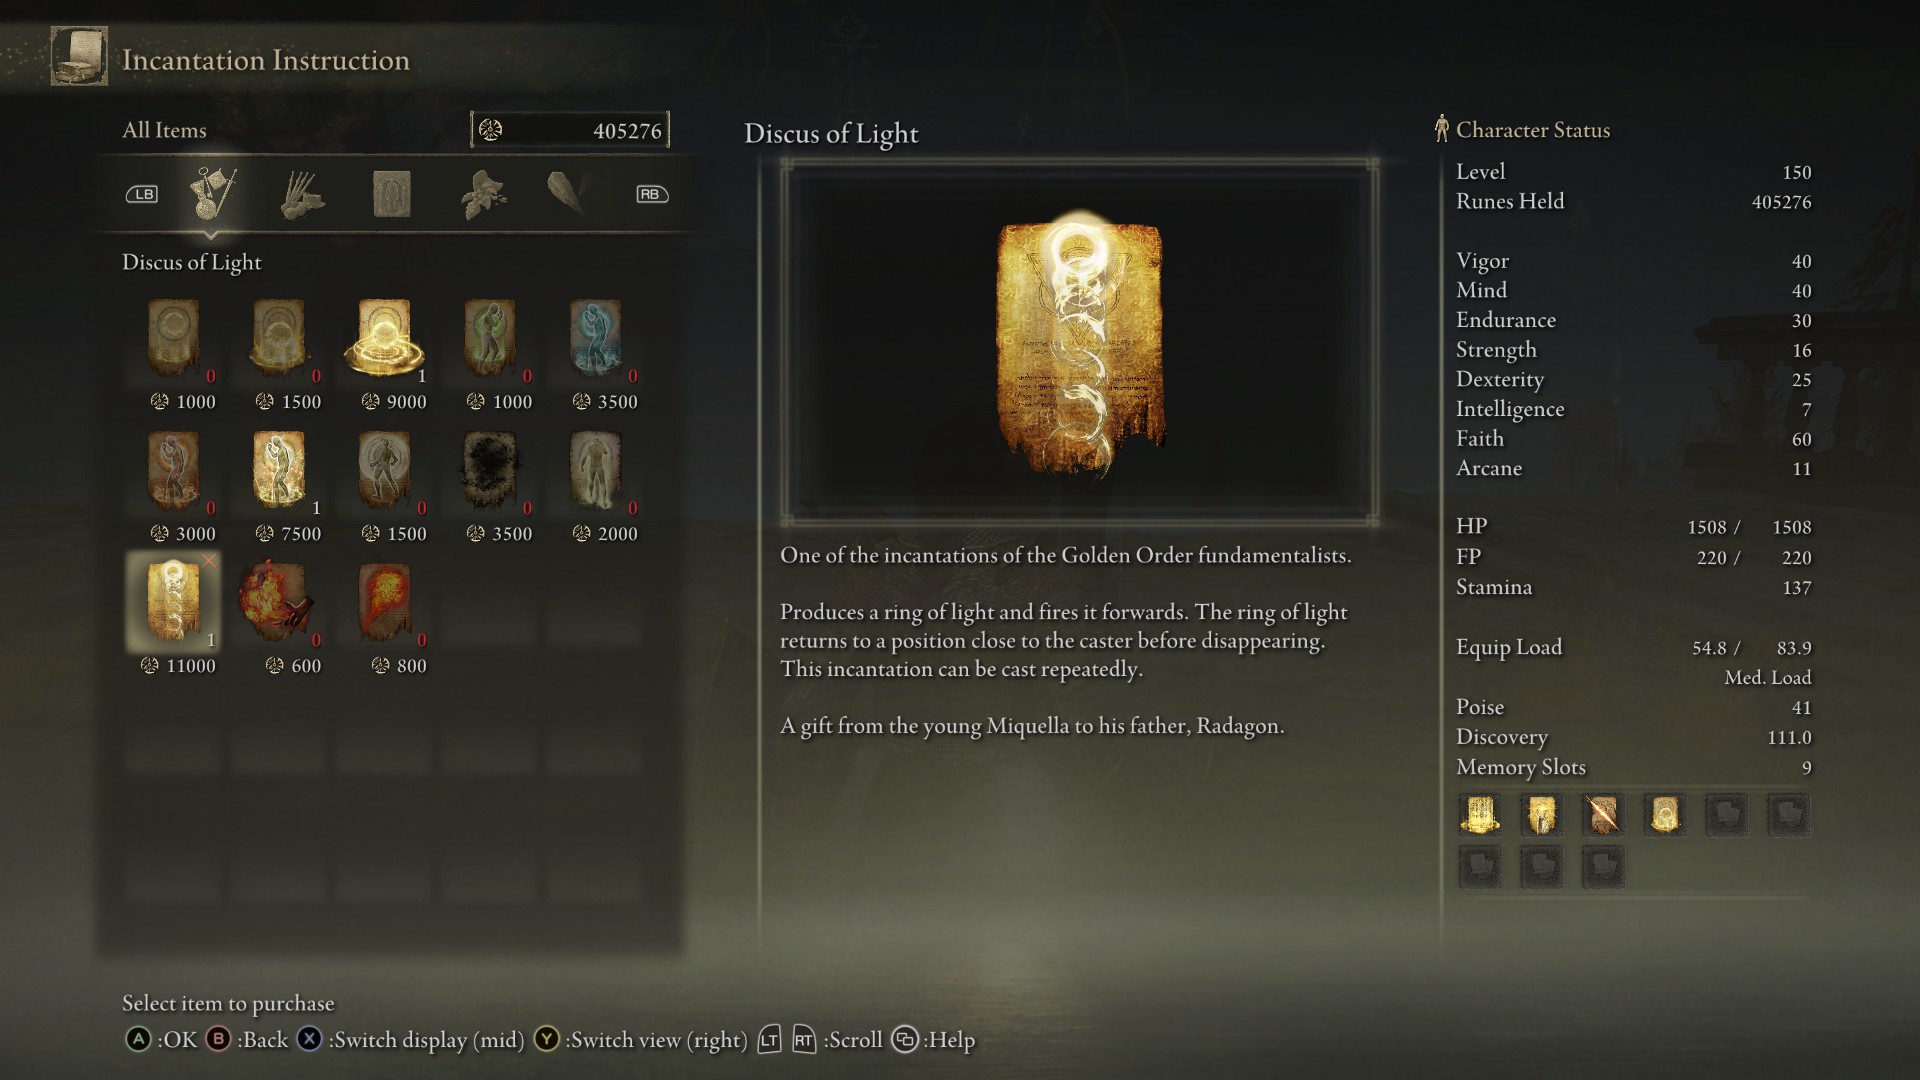 Incantation Instruction
All Items
405276
LB
RB
Discus of Light
0
0
1
0
0
1000
1500
9000
1000
3500
0
1
0
0
0
3000
7500
1500
3500
2000
1
0
0
11000
600
800
Discus of Light
One of the incantations of the Golden Order fundamentalists.
Produces a ring of light and fires it forwards. The ring of light
returns to a position close to the caster before disappearing.
This incantation can be cast repeatedly.
A gift from the young Miquella to his father, Radagon.
Character Status
Level 150
Runes Held 405276
Vigor 40
Mind 40
Endurance 30
Strength 16
Dexterity 25
Intelligence 7
Faith 60
Arcane 11
HP 1508 / 1508
FP 220 / 220
Stamina 137
Equip Load 54.8 / 83.9
Med. Load
Poise 41
Discovery 111.0
Memory Slots 9
Select item to purchase
A :OK B :Back X :Switch display (mid) Y :Switch view (right) LT RT :Scroll :Help